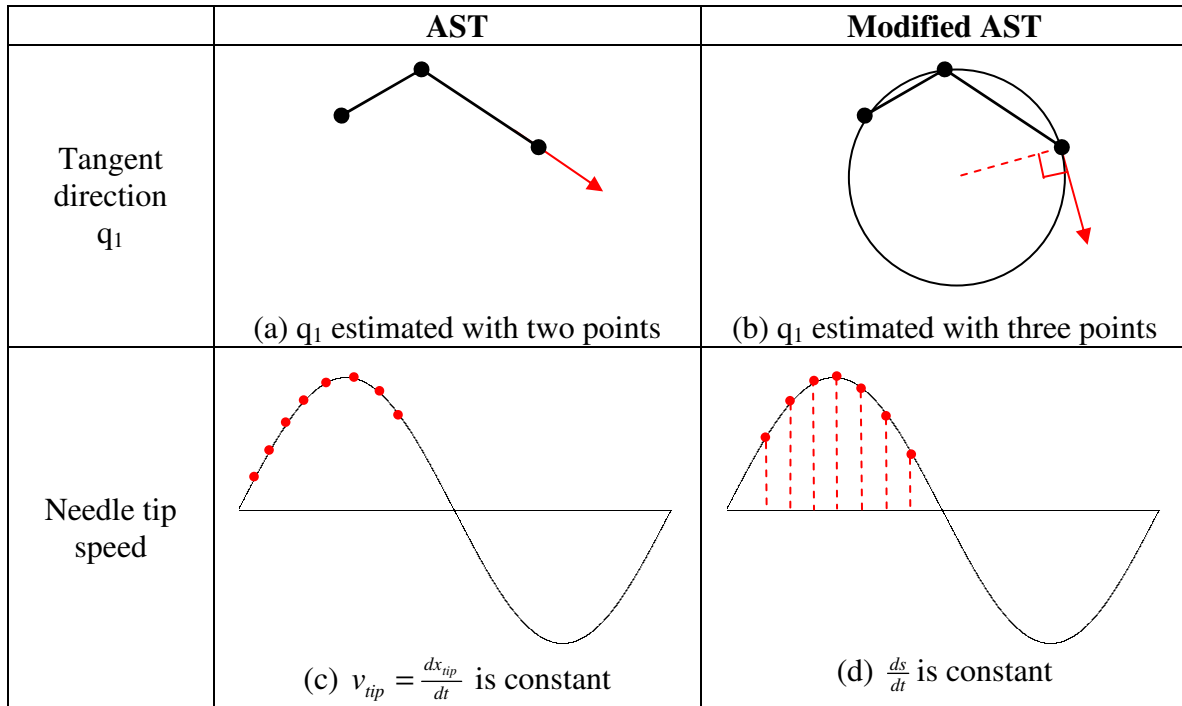 AST
Modified AST
Tangent
direction
q₁
(a) q₁ estimated with two points
(b) q₁ estimated with three points
Needle tip
speed
(c) v_tip = dx_tip/dt is constant
(d) ds/dt is constant